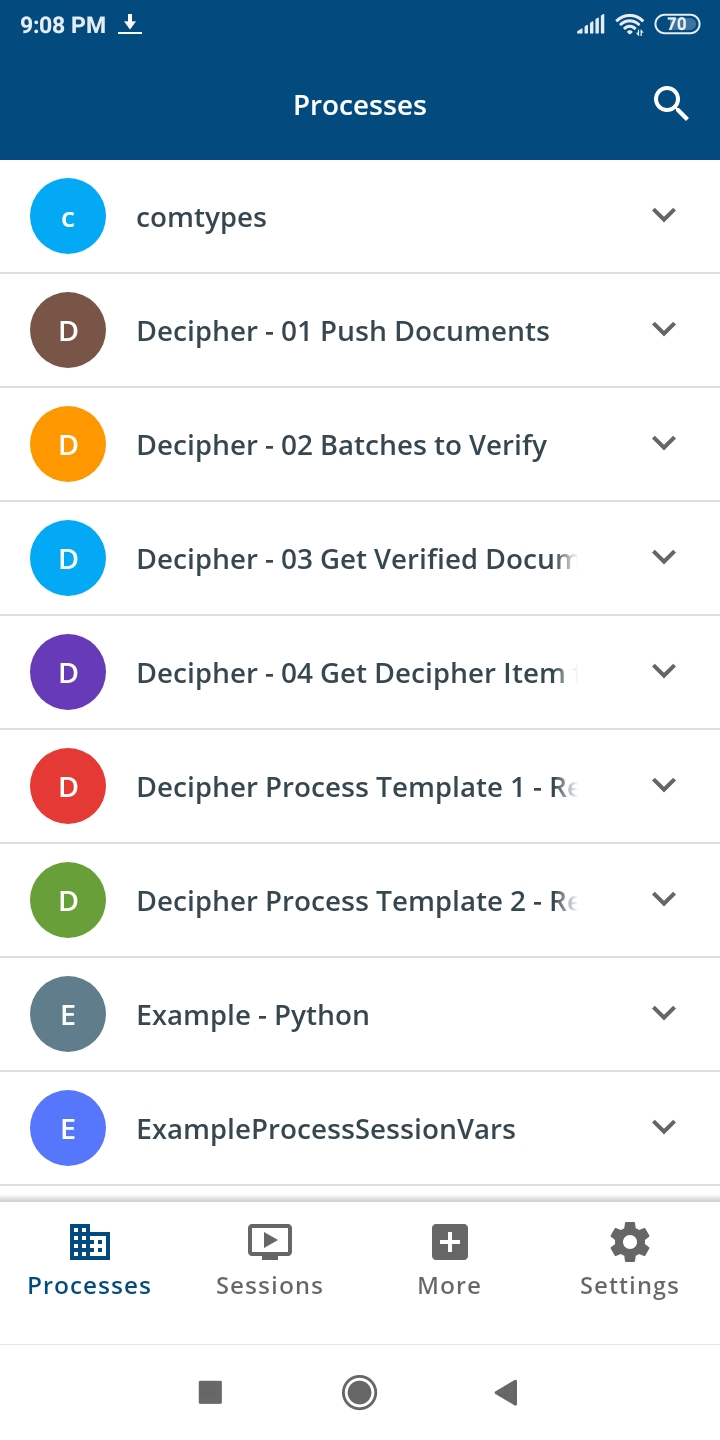 9:08 PM 70
Processes
c comtypes
D Decipher - 01 Push Documents
D Decipher - 02 Batches to Verify
D Decipher - 03 Get Verified Docum
D Decipher - 04 Get Decipher Item
D Decipher Process Template 1 - Re
D Decipher Process Template 2 - Re
E Example - Python
E ExampleProcessSessionVars
Processes Sessions More Settings